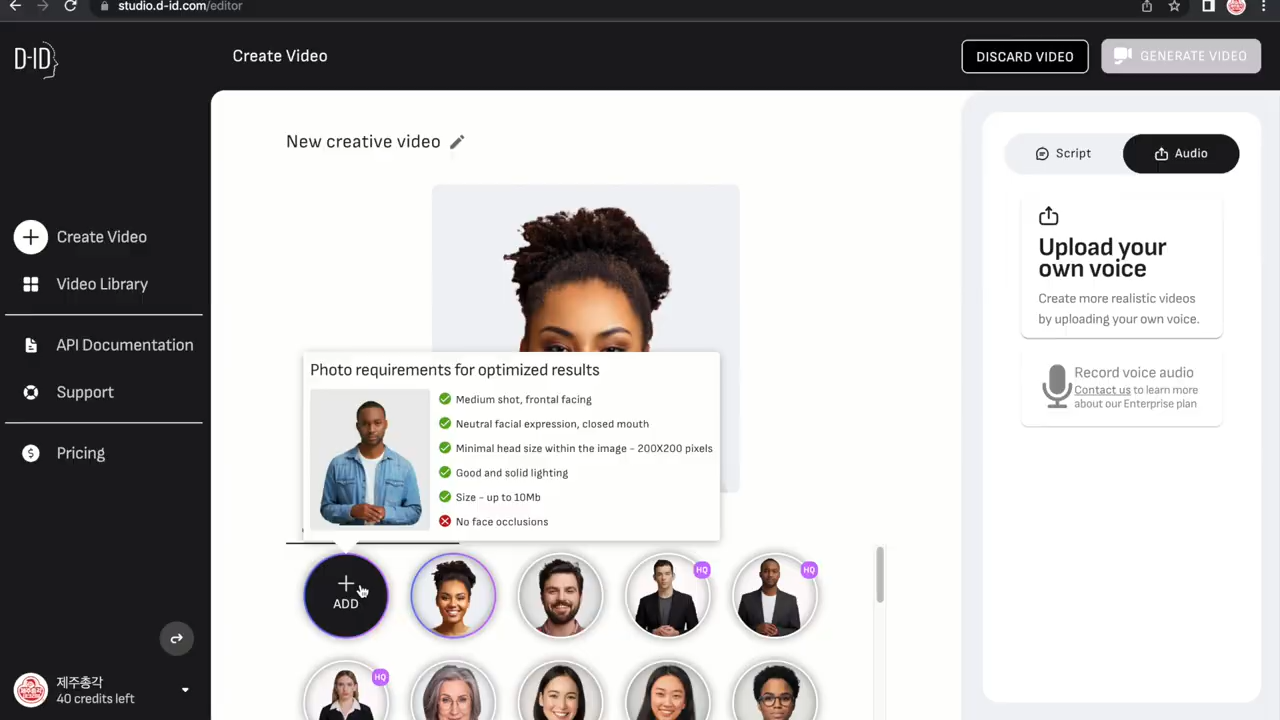 studio.d-id.com/editor
D-ID
Create Video
DISCARD VIDEO
GENERATE VIDEO
New creative video
Script
Audio
Upload your
own voice
Create more realistic videos
by uploading your own voice.
Record voice audio
Contact us to learn more
about our Enterprise plan
Create Video
Video Library
API Documentation
Support
Pricing
Photo requirements for optimized results
Medium shot, frontal facing
Neutral facial expression, closed mouth
Minimal head size within the image - 200X200 pixels
Good and solid lighting
Size - up to 10Mb
No face occlusions
ADD
HQ
HQ
HQ
제주총각
40 credits left